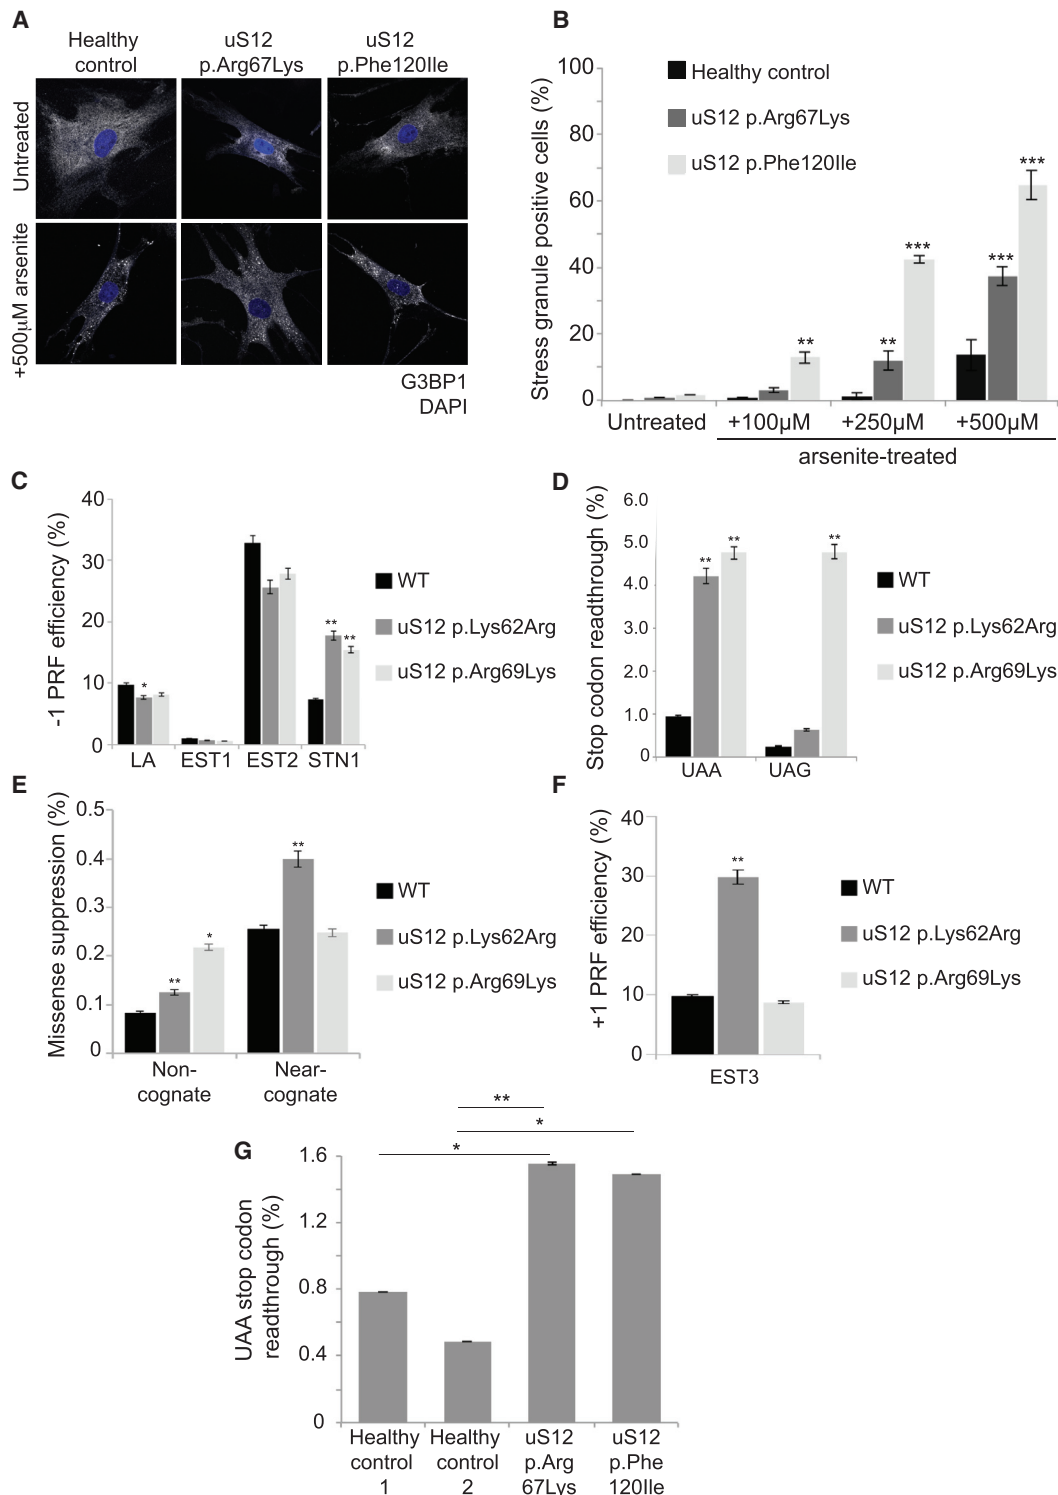 A
Healthy control
uS12 p.Arg67Lys
uS12 p.Phe120Ile
Untreated
+500µM arsenite
G3BP1
DAPI
B
Stress granule positive cells (%)
100
80
60
40
20
0
Healthy control
uS12 p.Arg67Lys
uS12 p.Phe120Ile
**
**
***
***
***
Untreated
+100µM
+250µM
+500µM
arsenite-treated
C
-1 PRF efficiency (%)
40
30
20
10
0
*
**
**
LA
EST1
EST2
STN1
WT
uS12 p.Lys62Arg
uS12 p.Arg69Lys
D
Stop codon readthrough (%)
6.0
5.0
4.0
3.0
2.0
1.0
0
**
**
**
UAA
UAG
WT
uS12 p.Lys62Arg
uS12 p.Arg69Lys
E
Missense suppression (%)
0.5
0.4
0.3
0.2
0.1
0
**
*
**
Non-
cognate
Near-
cognate
WT
uS12 p.Lys62Arg
uS12 p.Arg69Lys
F
+1 PRF efficiency (%)
40
30
20
10
0
**
EST3
WT
uS12 p.Lys62Arg
uS12 p.Arg69Lys
G
UAA stop codon
readthrough (%)
1.6
1.2
0.8
0.4
0
**
*
*
Healthy
control
1
Healthy
control
2
uS12
p.Arg
67Lys
uS12
p.Phe
120Ile